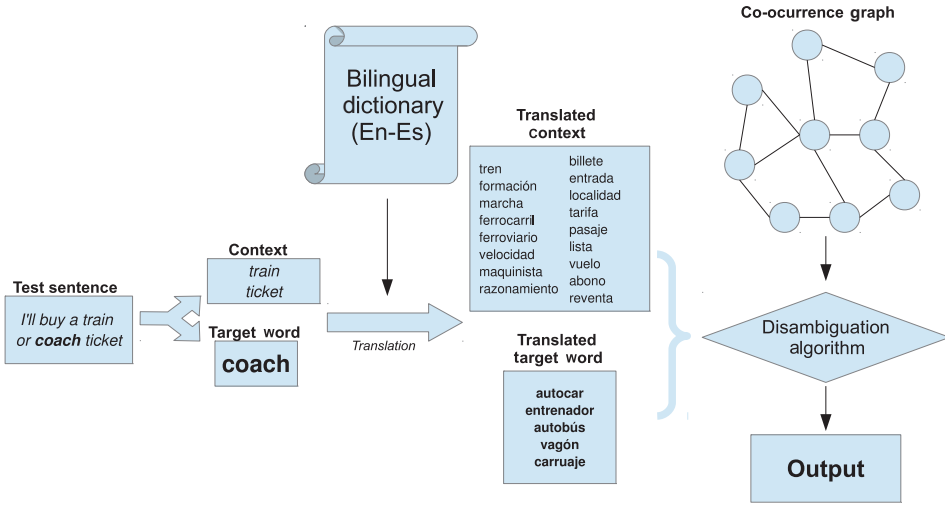 Test sentence
I'll buy a train
or coach ticket
Context
train
ticket
Target word
coach
Bilingual
dictionary
(En-Es)
Translation
Translated
context
tren
formación
marcha
ferrocarril
ferroviario
velocidad
maquinista
razonamiento
billete
entrada
localidad
tarifa
pasaje
lista
vuelo
abono
reventa
Translated
target word
autocar
entrenador
autobús
vagón
carruaje
Co-ocurrence graph
Disambiguation
algorithm
Output